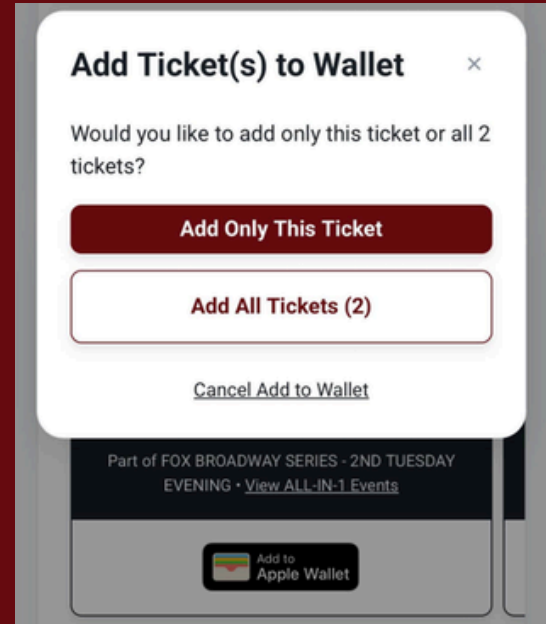 Add Ticket(s) to Wallet ×
Would you like to add only this ticket or all 2
tickets?
Add Only This Ticket
Add All Tickets (2)
Cancel Add to Wallet
Part of FOX BROADWAY SERIES - 2ND TUESDAY
EVENING • View ALL-IN-1 Events
Add to
Apple Wallet